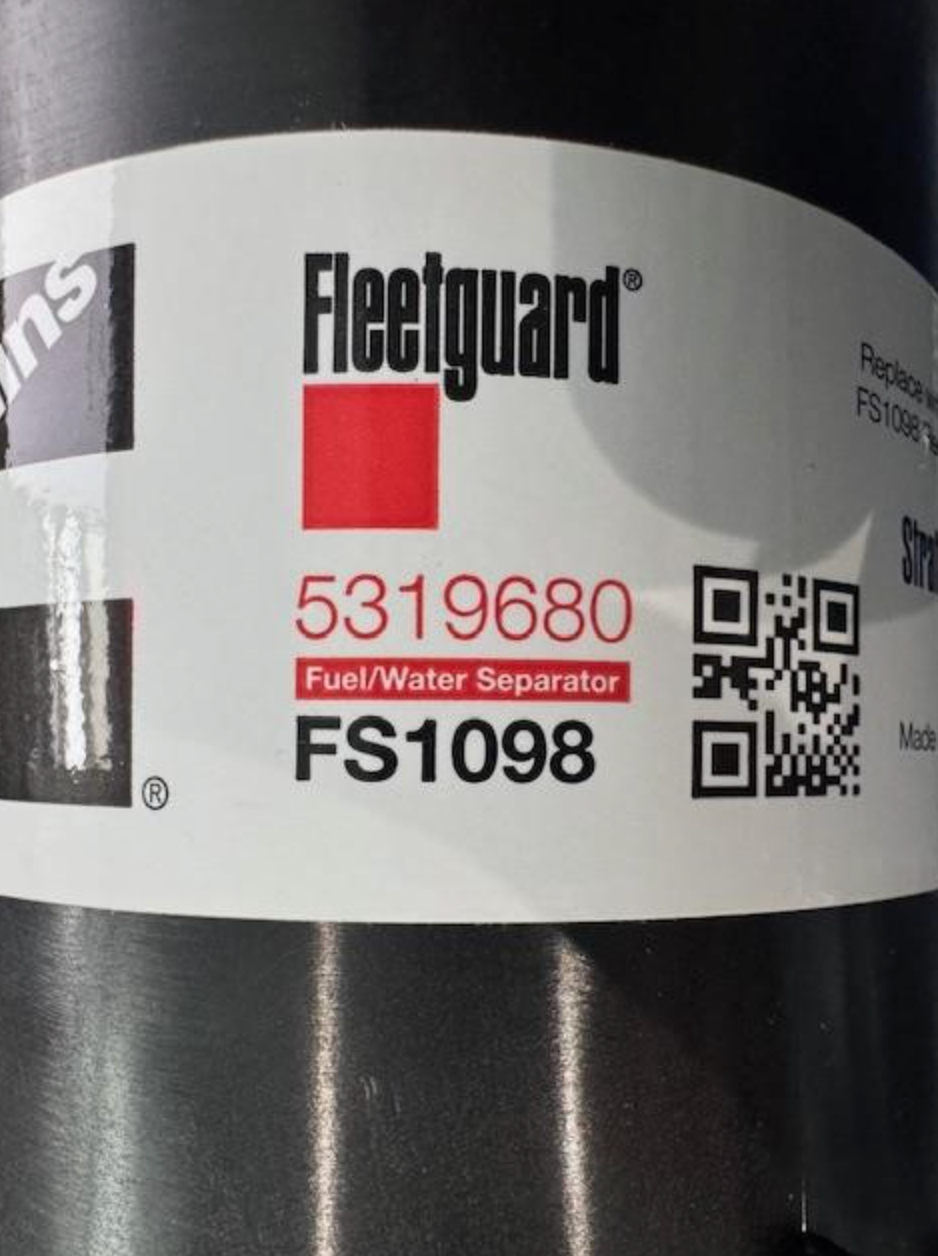 Fleetguard®
5319680
Fuel/Water Separator
FS1098
®
Replace
FS1098
Made